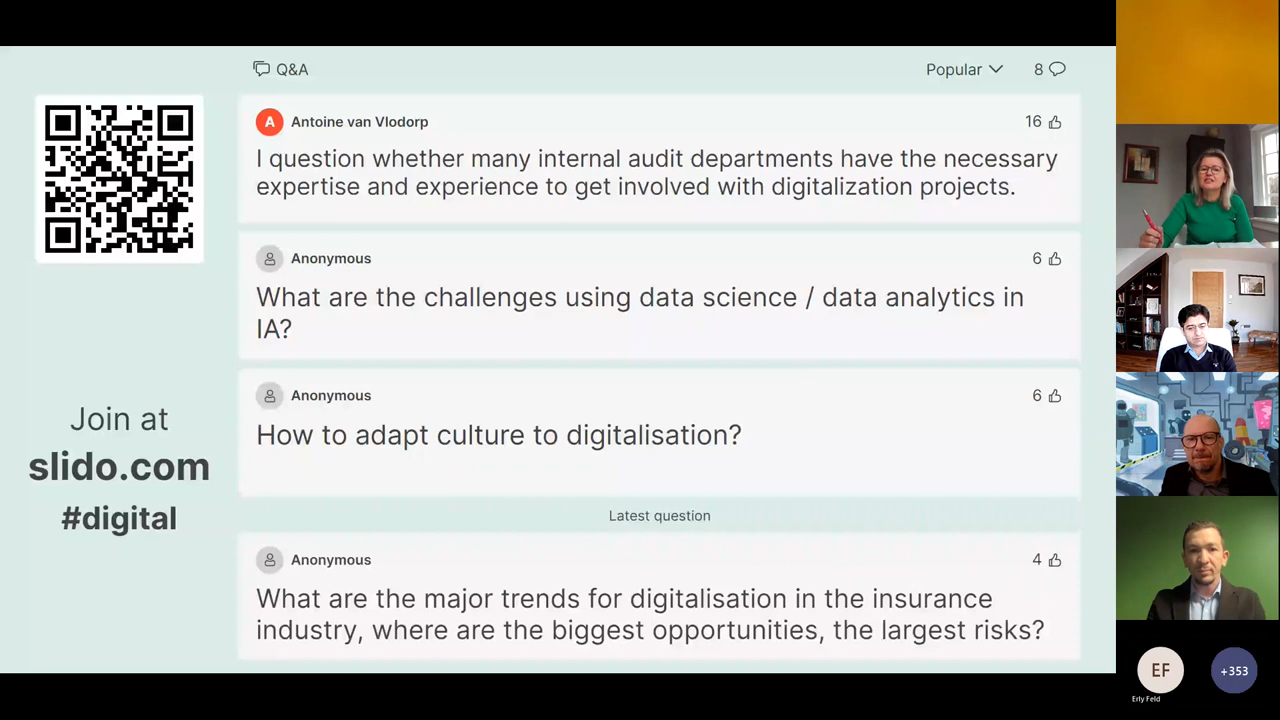 Q&A
Popular
8
A
Antoine van Vlodorp
16
I question whether many internal audit departments have the necessary
expertise and experience to get involved with digitalization projects.
Anonymous
6
What are the challenges using data science / data analytics in
IA?
Anonymous
6
How to adapt culture to digitalisation?
Join at
slido.com
#digital
Latest question
Anonymous
4
What are the major trends for digitalisation in the insurance
industry, where are the biggest opportunities, the largest risks?
EF
Erly Feld
+353